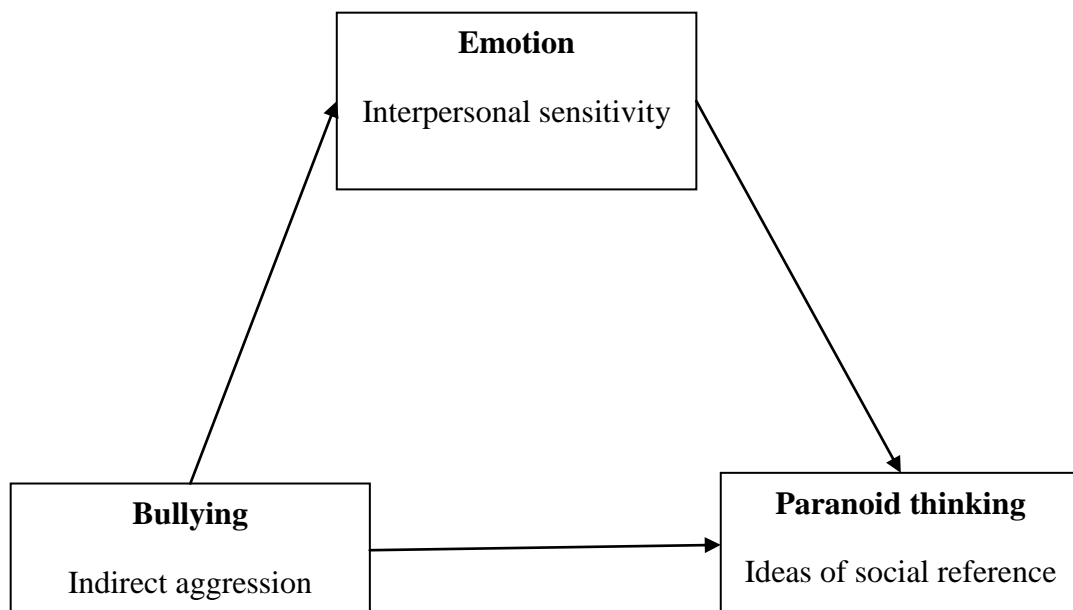 Emotion
Interpersonal sensitivity
Bullying
Indirect aggression
Paranoid thinking
Ideas of social reference